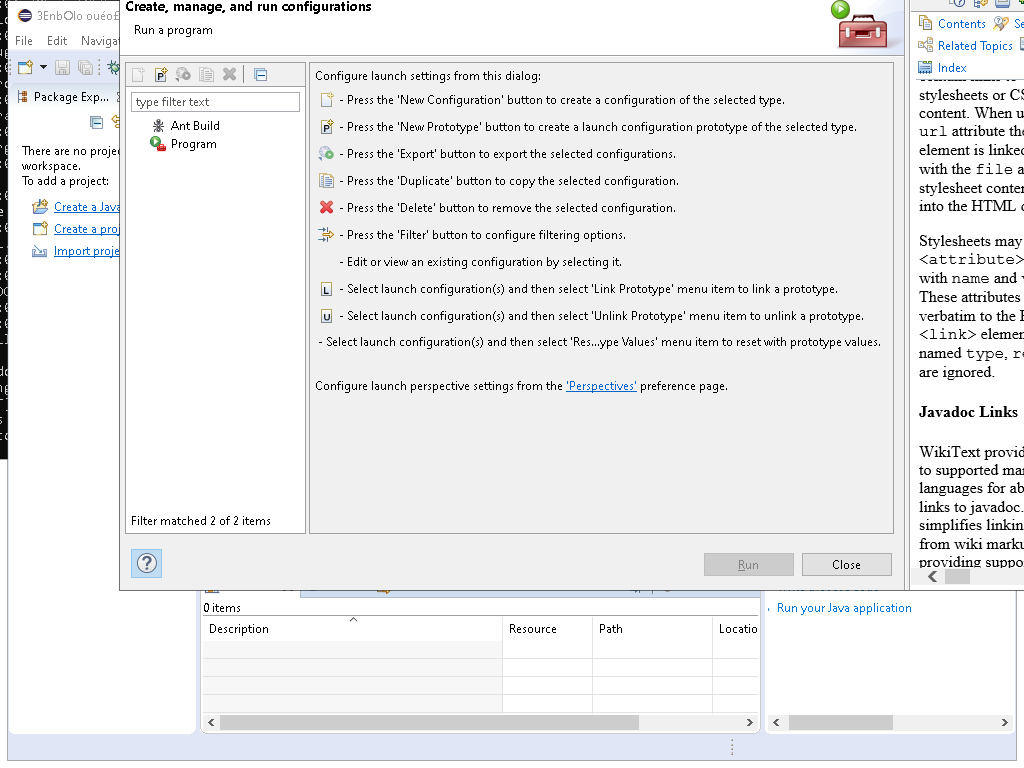 Create, manage, and run configurations
Run a program
File Edit Navigat
Package Exp...
There are no projec
workspace.
To add a project:
Create a Java
Create a proj
Import proje
type filter text
Ant Build
Program
Filter matched 2 of 2 items
Configure launch settings from this dialog:
- Press the 'New Configuration' button to create a configuration of the selected type.
- Press the 'New Prototype' button to create a launch configuration prototype of the selected type.
- Press the 'Export' button to export the selected configurations.
- Press the 'Duplicate' button to copy the selected configuration.
- Press the 'Delete' button to remove the selected configuration.
- Press the 'Filter' button to configure filtering options.
- Edit or view an existing configuration by selecting it.
L - Select launch configuration(s) and then select 'Link Prototype' menu item to link a prototype.
U - Select launch configuration(s) and then select 'Unlink Prototype' menu item to unlink a prototype.
- Select launch configuration(s) and then select 'Res...ype Values' menu item to reset with prototype values.
Configure launch perspective settings from the 'Perspectives' preference page.
Run Close
Contents Se
Related Topics
Index
stylesheets or CS
content. When u
url attribute the
element is linked
with the file a
stylesheet conten
into the HTML d
Stylesheets may
<attribute>
with name and v
These attributes
verbatim to the H
<link> elemen
named type, re
are ignored.
Javadoc Links
WikiText provid
to supported mar
languages for ab
links to javadoc.
simplifies linkin
from wiki marku
providing suppo
0 items
Description Resource Path Locatio
Run your Java application